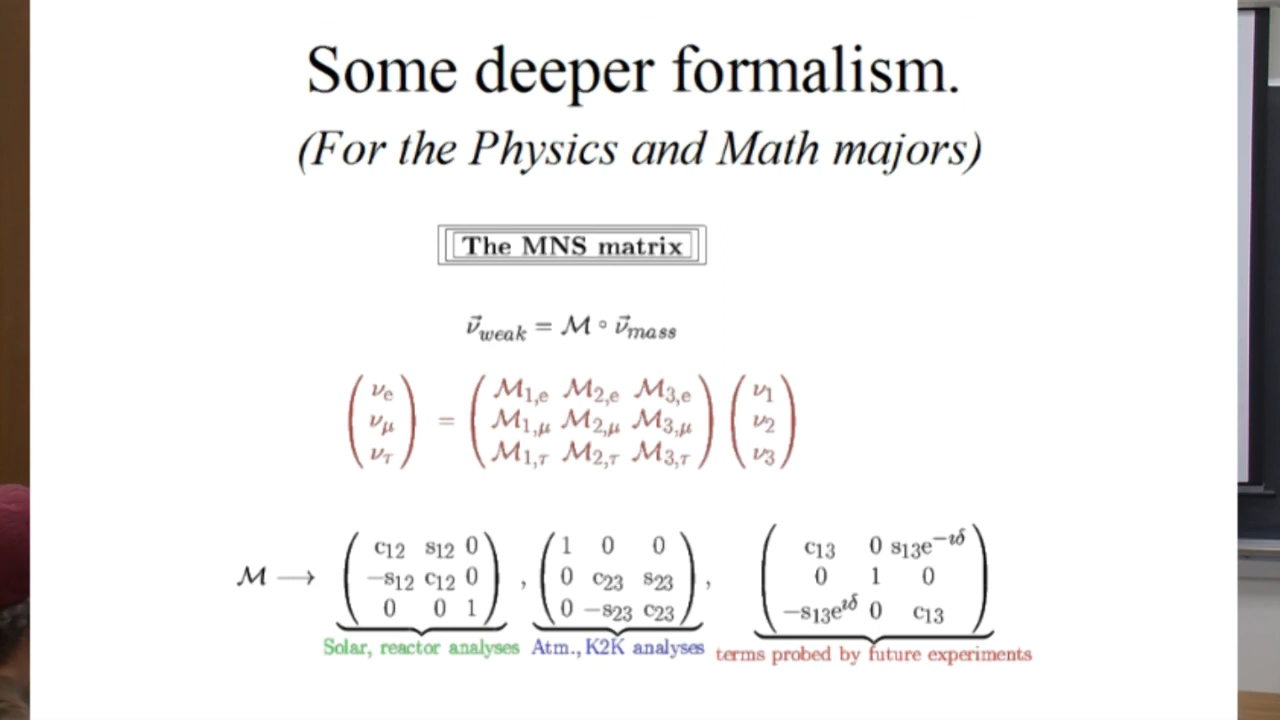 Some deeper formalism.
(For the Physics and Math majors)
The MNS matrix
ν⃗weak = ℳ ∘ ν⃗mass
( νe ) = ( ℳ1,e ℳ2,e ℳ3,e ) ( ν1 )
( νμ ) ( ℳ1,μ ℳ2,μ ℳ3,μ ) ( ν2 )
( ντ ) ( ℳ1,τ ℳ2,τ ℳ3,τ ) ( ν3 )
( c12 s12 0 ) ( 1 0 0 ) ( c13 0 s13e^−ιδ )
ℳ ⟶ ( −s12 c12 0 ) , ( 0 c23 s23 ) , ( 0 1 0 )
( 0 0 1 ) ( 0 −s23 c23 ) ( −s13e^ιδ 0 c13 )
Solar, reactor analyses Atm., K2K analyses terms probed by future experiments